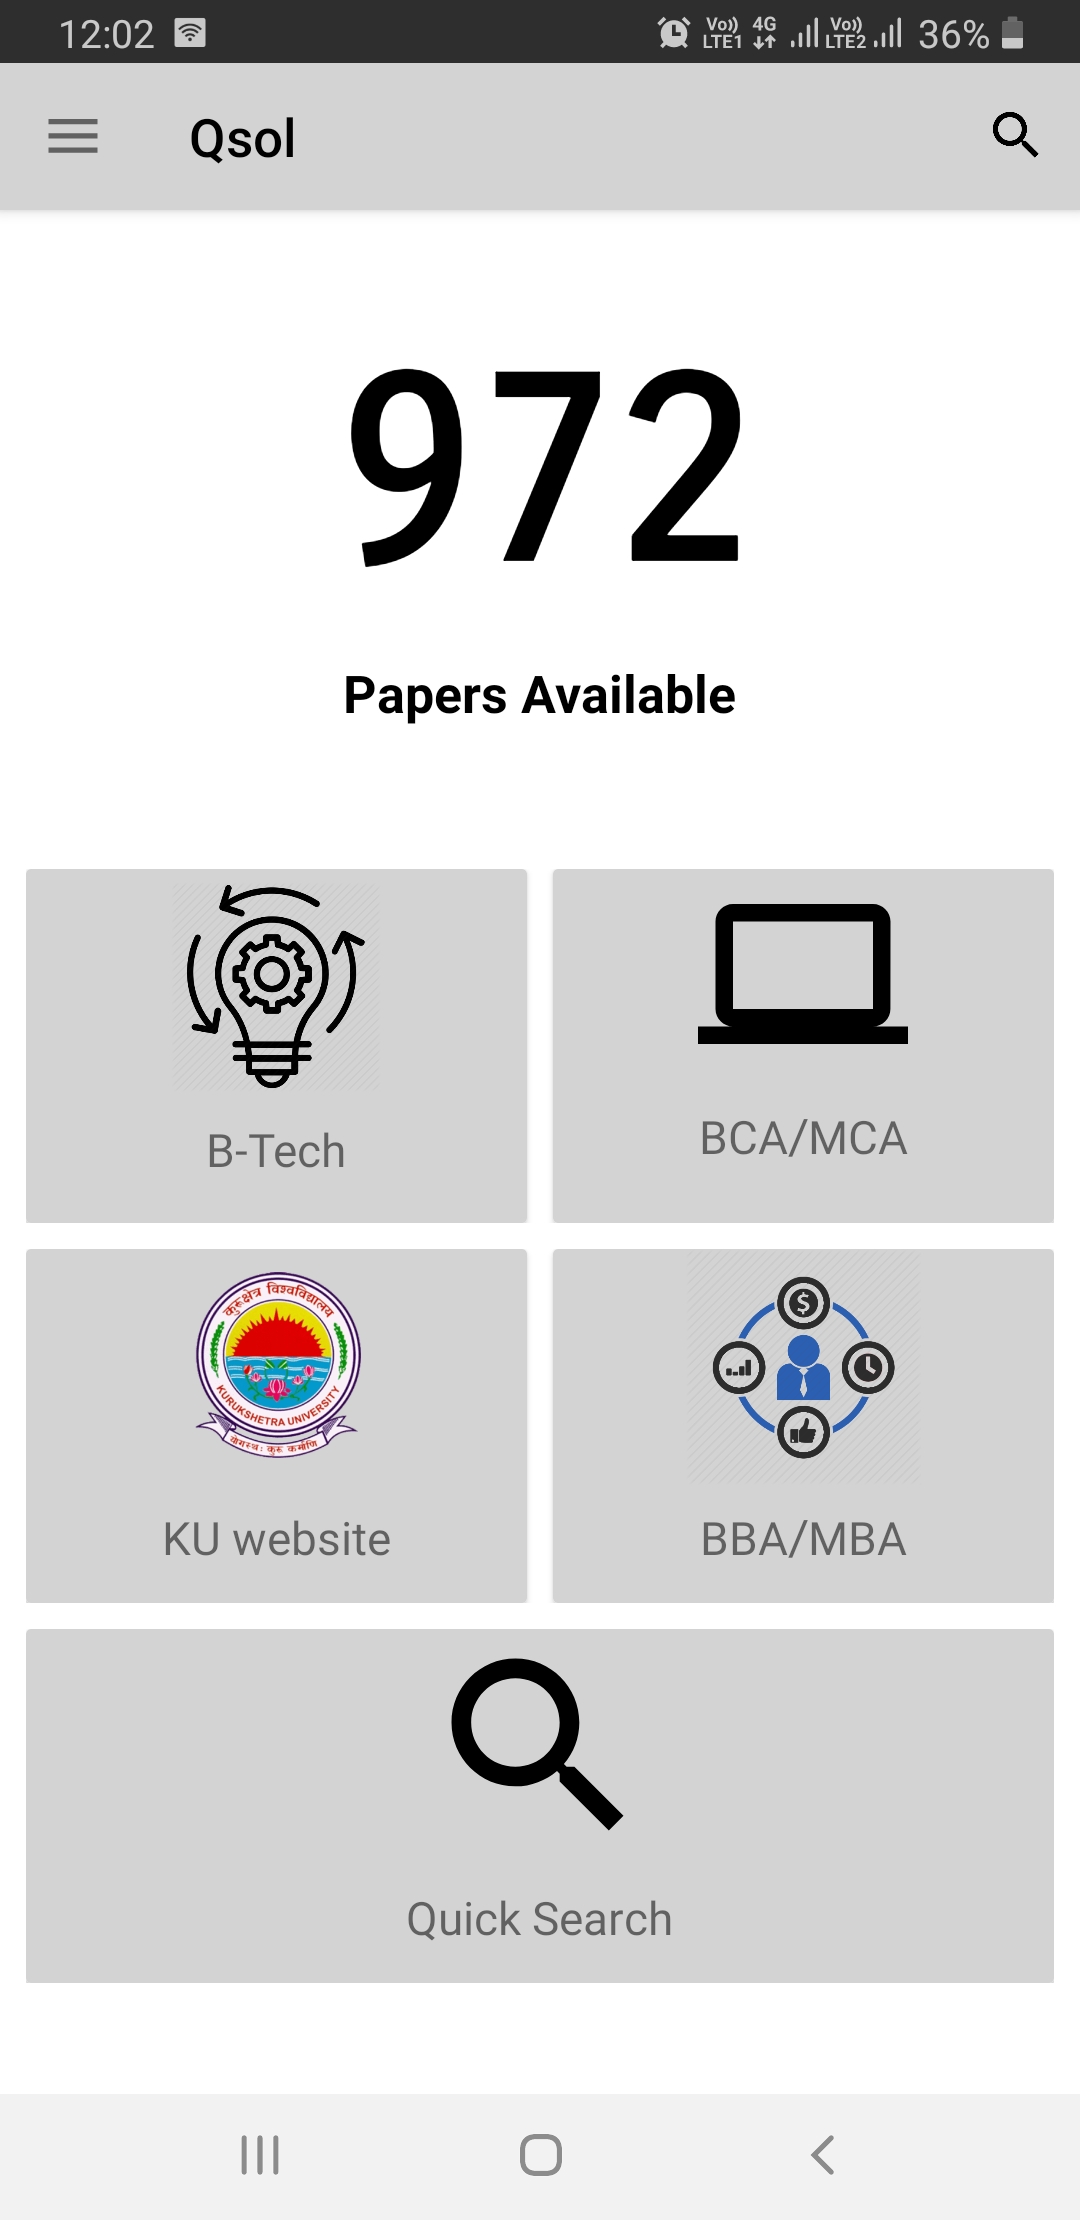 12:02
Vo)) LTE1 4G Vo)) LTE2 36%
Qsol
972
Papers Available
B-Tech
BCA/MCA
कुरुक्षेत्र विश्वविद्यालय
KURUKSHETRA UNIVERSITY
योगस्थः कुरु कर्माणि
$
KU website
BBA/MBA
Quick Search